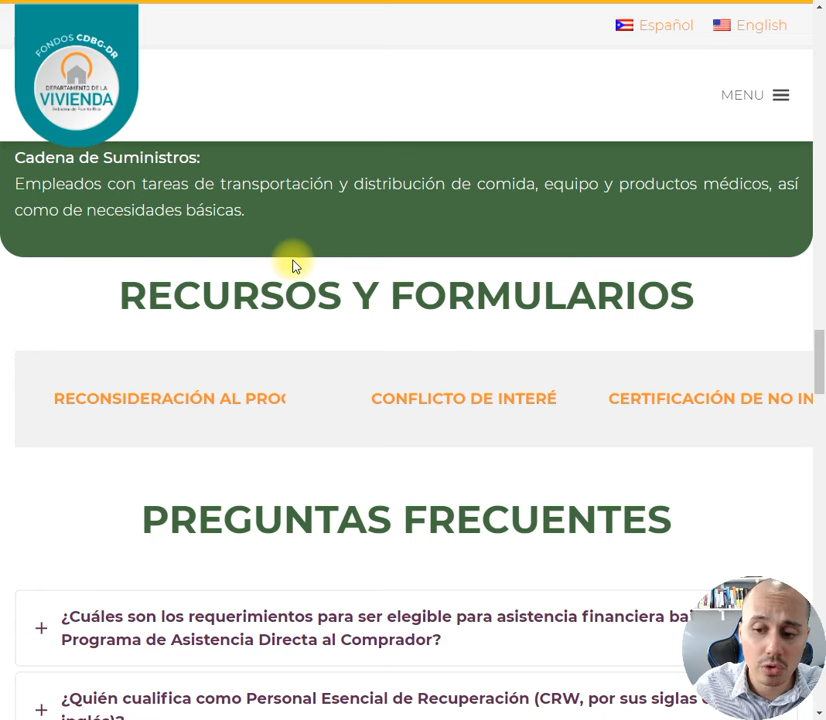 Español English
FONDOS CDBG-DR
DEPARTAMENTO DE LA
VIVIENDA
MENU
Cadena de Suministros:
Empleados con tareas de transportación y distribución de comida, equipo y productos médicos, así
como de necesidades básicas.
RECURSOS Y FORMULARIOS
RECONSIDERACIÓN AL PROG CONFLICTO DE INTERÉ CERTIFICACIÓN DE NO IN
PREGUNTAS FRECUENTES
¿Cuáles son los requerimientos para ser elegible para asistencia financiera ba
Programa de Asistencia Directa al Comprador?
¿Quién cualifica como Personal Esencial de Recuperación (CRW, por sus siglas
inglés)?